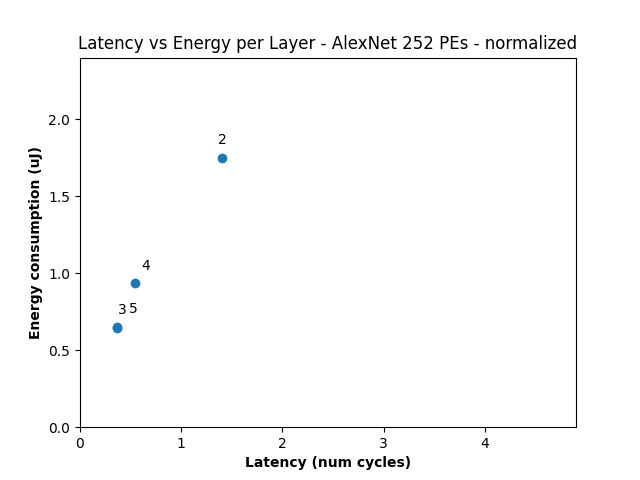 Latency vs Energy per Layer - AlexNet 252 PEs - normalized
Energy consumption (uJ)
2.0
1.5
1.0
0.5
0.0
2
4
3
5
0 1 2 3 4
Latency (num cycles)